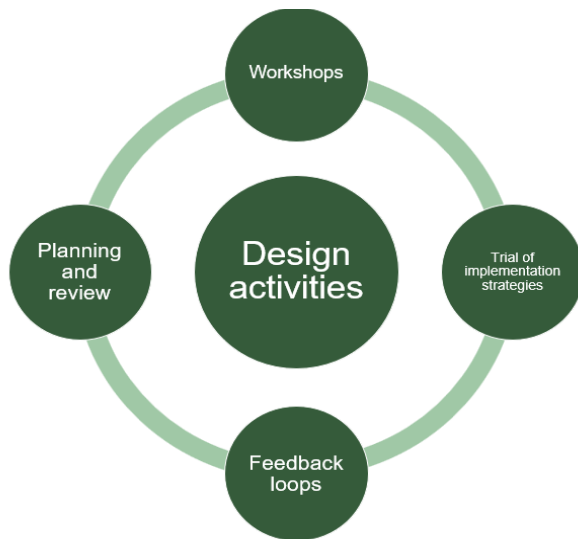 Workshops
Planning
and
review
Design
activities
Trial of
implementation
strategies
Feedback
loops